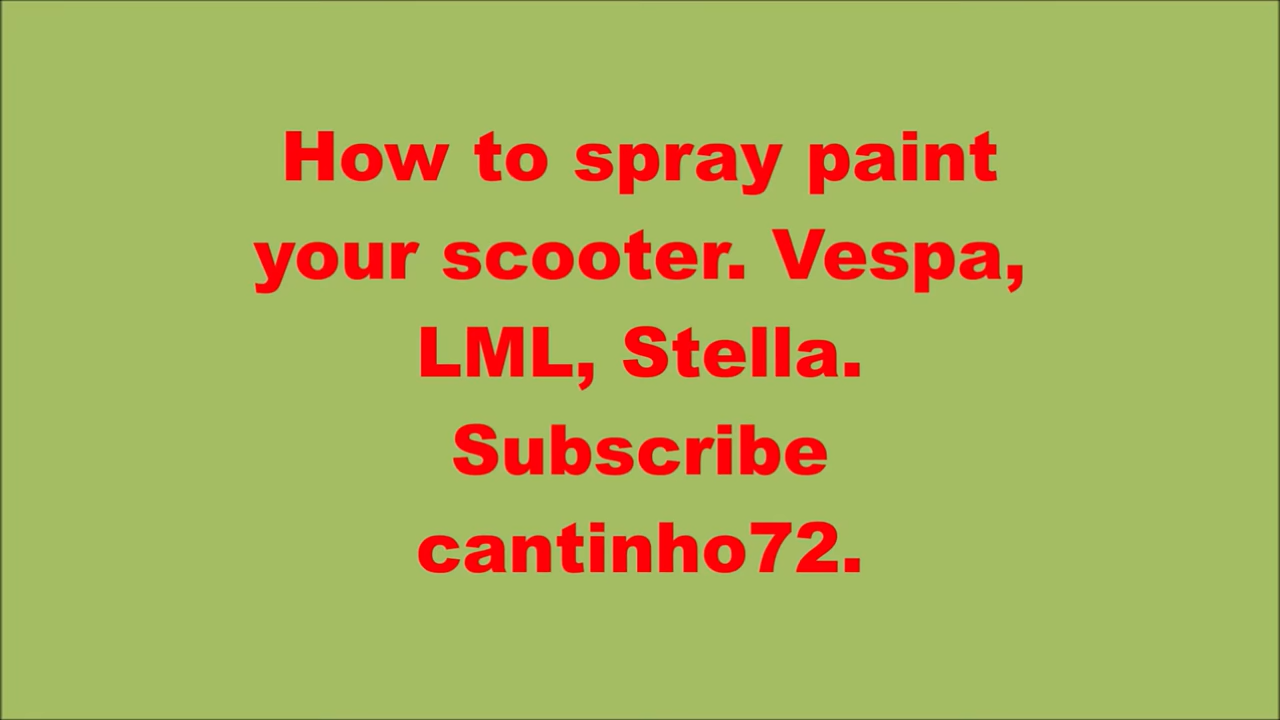 How to spray paint
your scooter. Vespa,
LML, Stella.
Subscribe
cantinho72.